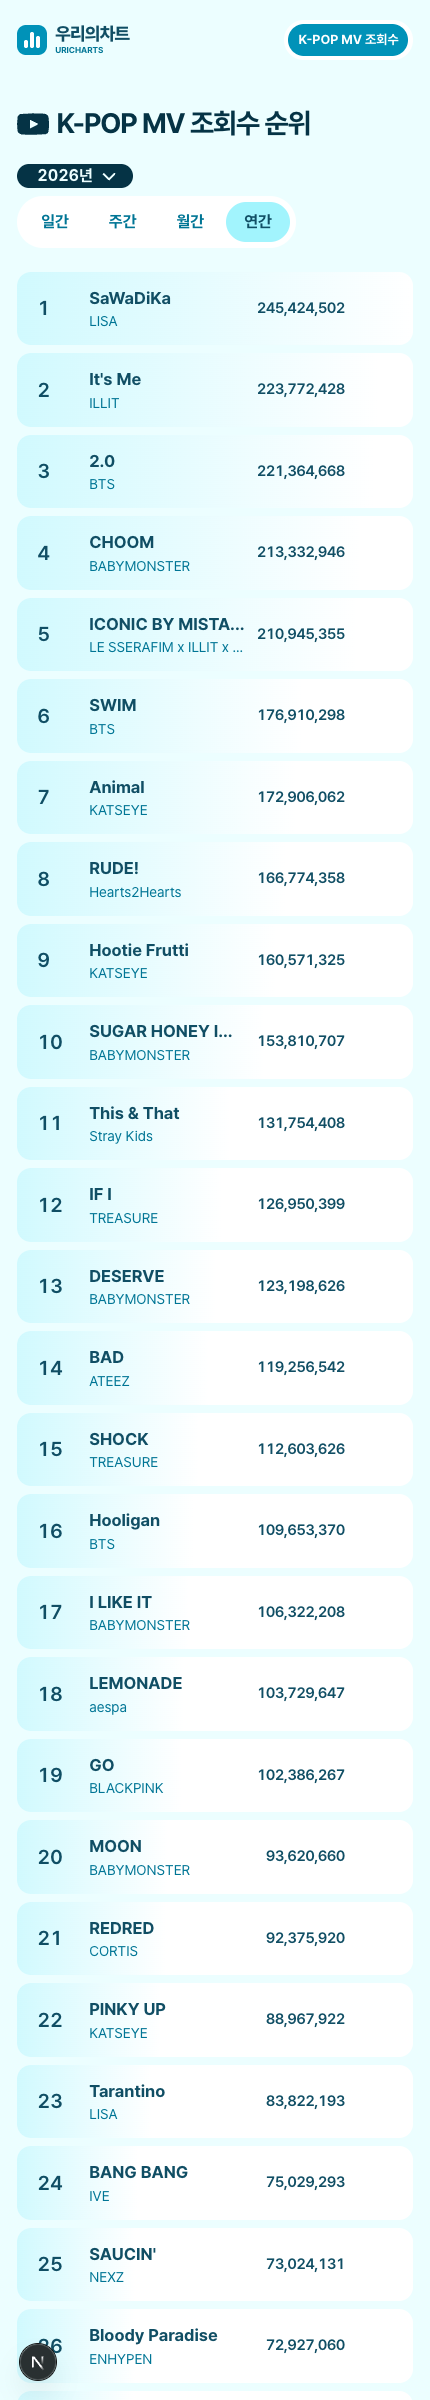 우리의차트
URICHARTS
K-POP MV 조회수
K-POP MV 조회수 순위
2026년
일간 주간 월간 연간
1 SaWaDiKa 245,424,502
LISA
2 It's Me 223,772,428
ILLIT
3 2.0 221,364,668
BTS
4 CHOOM 213,332,946
BABYMONSTER
5 ICONIC BY MISTA... 210,945,355
LE SSERAFIM x ILLIT x ...
6 SWIM 176,910,298
BTS
7 Animal 172,906,062
KATSEYE
8 RUDE! 166,774,358
Hearts2Hearts
9 Hootie Frutti 160,571,325
KATSEYE
10 SUGAR HONEY I... 153,810,707
BABYMONSTER
11 This & That 131,754,408
Stray Kids
12 IF I 126,950,399
TREASURE
13 DESERVE 123,198,626
BABYMONSTER
14 BAD 119,256,542
ATEEZ
15 SHOCK 112,603,626
TREASURE
16 Hooligan 109,653,370
BTS
17 I LIKE IT 106,322,208
BABYMONSTER
18 LEMONADE 103,729,647
aespa
19 GO 102,386,267
BLACKPINK
20 MOON 93,620,660
BABYMONSTER
21 REDRED 92,375,920
CORTIS
22 PINKY UP 88,967,922
KATSEYE
23 Tarantino 83,822,193
LISA
24 BANG BANG 75,029,293
IVE
25 SAUCIN' 73,024,131
NEXZ
26 Bloody Paradise 72,927,060
ENHYPEN
N